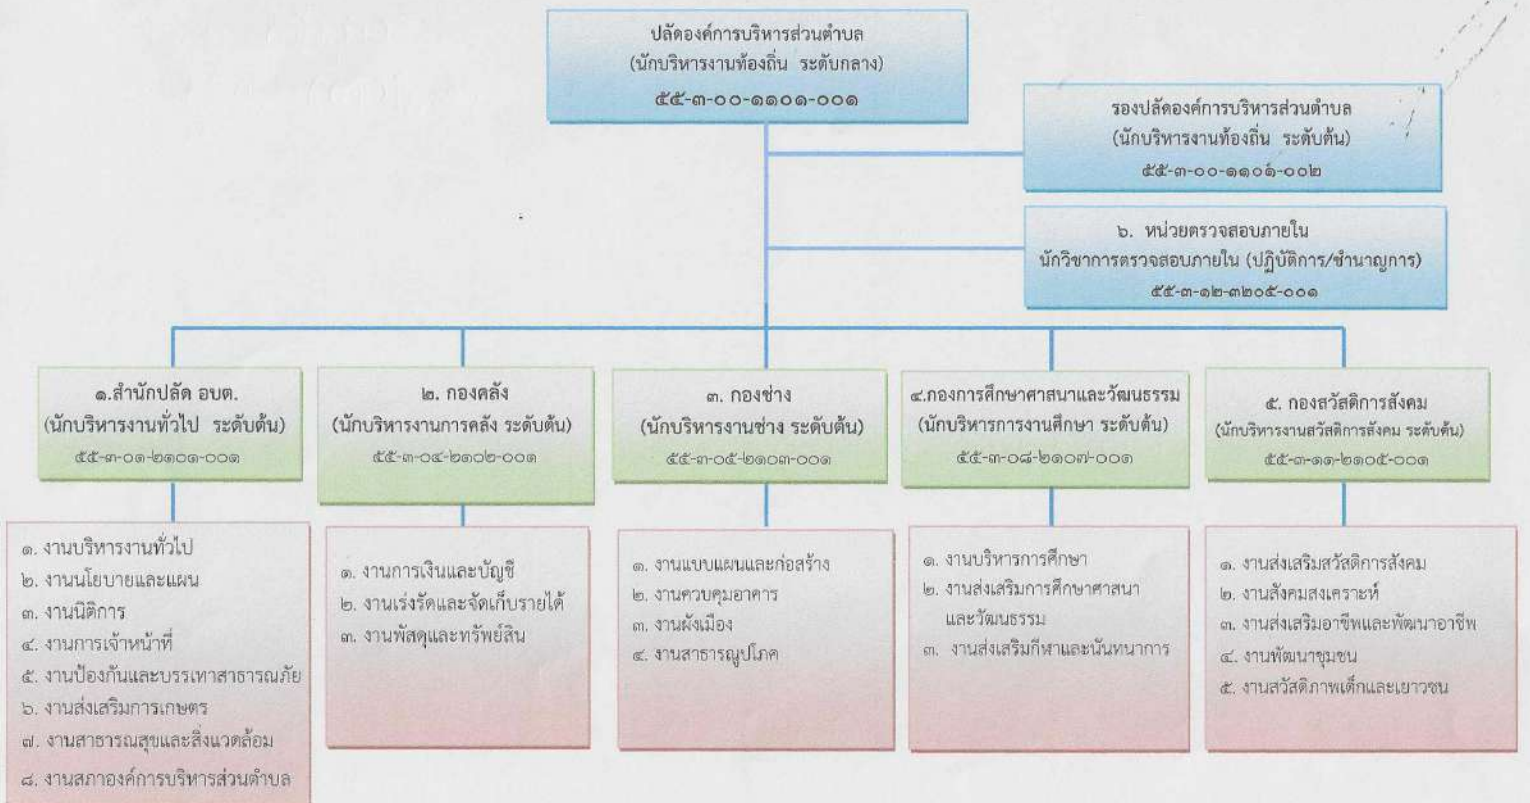 ปลัดองค์การบริหารส่วนตำบล
(นักบริหารงานท้องถิ่น ระดับกลาง)
๕๕-๓-๐๐-๑๑๐๑-๐๐๑
รองปลัดองค์การบริหารส่วนตำบล
(นักบริหารงานท้องถิ่น ระดับต้น)
๕๕-๓-๐๐-๑๑๐๑-๐๐๒
๖. หน่วยตรวจสอบภายใน
นักวิชาการตรวจสอบภายใน (ปฏิบัติการ/ชำนาญการ)
๕๕-๓-๑๒-๓๒๐๕-๐๐๑
๑.สำนักปลัด อบต.
(นักบริหารงานทั่วไป ระดับต้น)
๕๕-๓-๐๑-๒๑๐๑-๐๐๑
๒. กองคลัง
(นักบริหารงานการคลัง ระดับต้น)
๕๕-๓-๐๔-๒๑๐๒-๐๐๑
๓. กองช่าง
(นักบริหารงานช่าง ระดับต้น)
๕๕-๓-๐๕-๒๑๐๓-๐๐๑
๔.กองการศึกษาศาสนาและวัฒนธรรม
(นักบริหารการงานศึกษา ระดับต้น)
๕๕-๓-๐๘-๒๑๐๗-๐๐๑
๕. กองสวัสดิการสังคม
(นักบริหารงานสวัสดิการสังคม ระดับต้น)
๕๕-๓-๑๑-๒๑๐๕-๐๐๑
๑. งานบริหารงานทั่วไป
๒. งานนโยบายและแผน
๓. งานนิติการ
๔. งานการเจ้าหน้าที่
๕. งานป้องกันและบรรเทาสาธารณภัย
๖. งานส่งเสริมการเกษตร
๗. งานสาธารณสุขและสิ่งแวดล้อม
๘. งานสภาองค์การบริหารส่วนตำบล
๑. งานการเงินและบัญชี
๒. งานเร่งรัดและจัดเก็บรายได้
๓. งานพัสดุและทรัพย์สิน
๑. งานแบบแผนและก่อสร้าง
๒. งานควบคุมอาคาร
๓. งานผังเมือง
๔. งานสาธารณูปโภค
๑. งานบริหารการศึกษา
๒. งานส่งเสริมการศึกษาศาสนา
และวัฒนธรรม
๓. งานส่งเสริมกีฬาและนันทนาการ
๑. งานส่งเสริมสวัสดิการสังคม
๒. งานสังคมสงเคราะห์
๓. งานส่งเสริมอาชีพและพัฒนาอาชีพ
๔. งานพัฒนาชุมชน
๕. งานสวัสดิภาพเด็กและเยาวชน